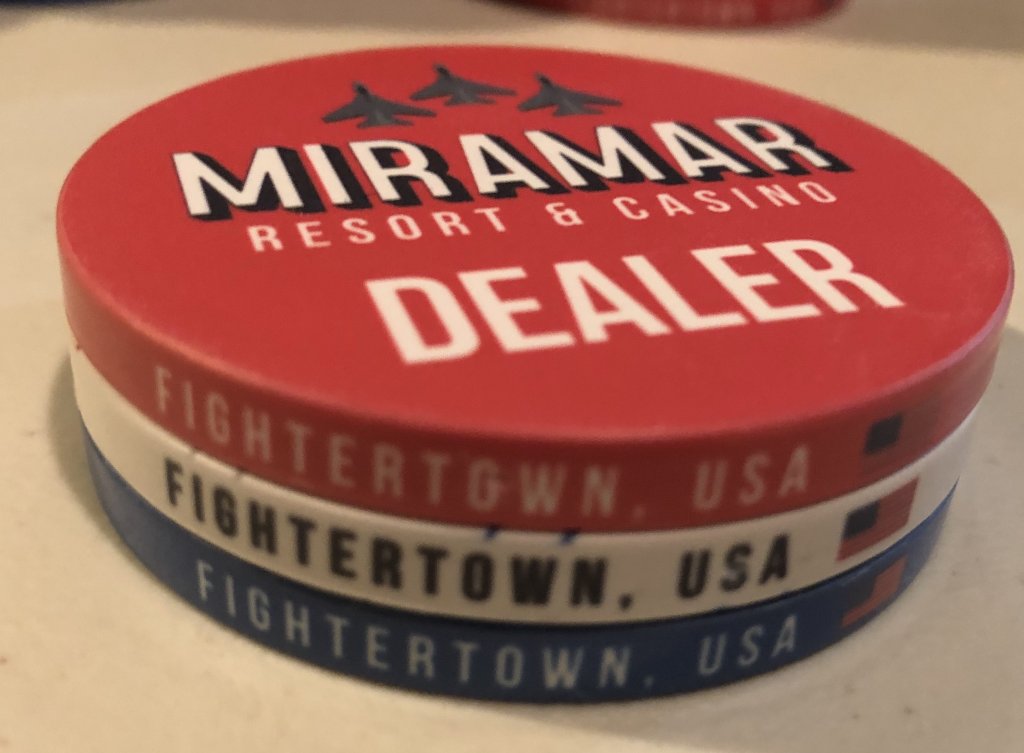 MIRAMAR
RESORT & CASINO
DEALER
FIGHTERTOWN, USA
FIGHTERTOWN, USA
FIGHTERTOWN, USA